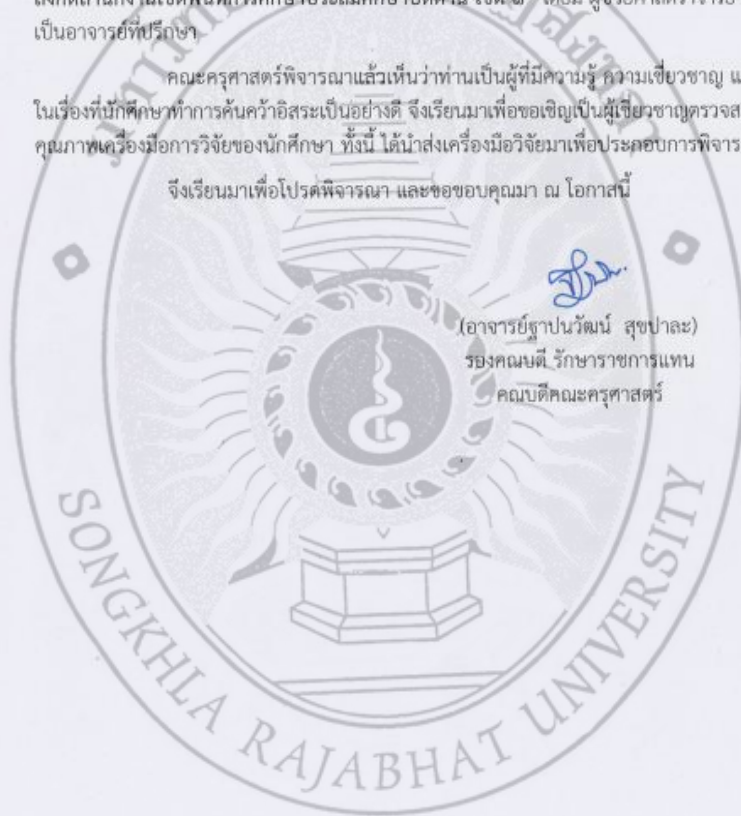 เป็นอาจารย์ที่ปรึกษา
คณะครุศาสตร์พิจารณาแล้วเห็นว่าท่านเป็นผู้ที่มีความรู้ ความเชี่ยวชาญ แ
ในเรื่องที่นักศึกษาทำการค้นคว้าอิสระเป็นอย่างดี จึงเรียนมาเพื่อขอเชิญเป็นผู้เชี่ยวชาญตรวจส
คุณภาพเครื่องมือการวิจัยของนักศึกษา ทั้งนี้ ได้นำส่งเครื่องมือวิจัยมาเพื่อประกอบการพิจาร
จึงเรียนมาเพื่อโปรดพิจารณา และขอขอบคุณมา ณ โอกาสนี้
(อาจารย์ฐาปนวัฒน์ สุขปาละ)
รองคณบดี รักษาราชการแทน
คณบดีคณะครุศาสตร์
SONGKHLA RAJABHAT UNIVERSITY